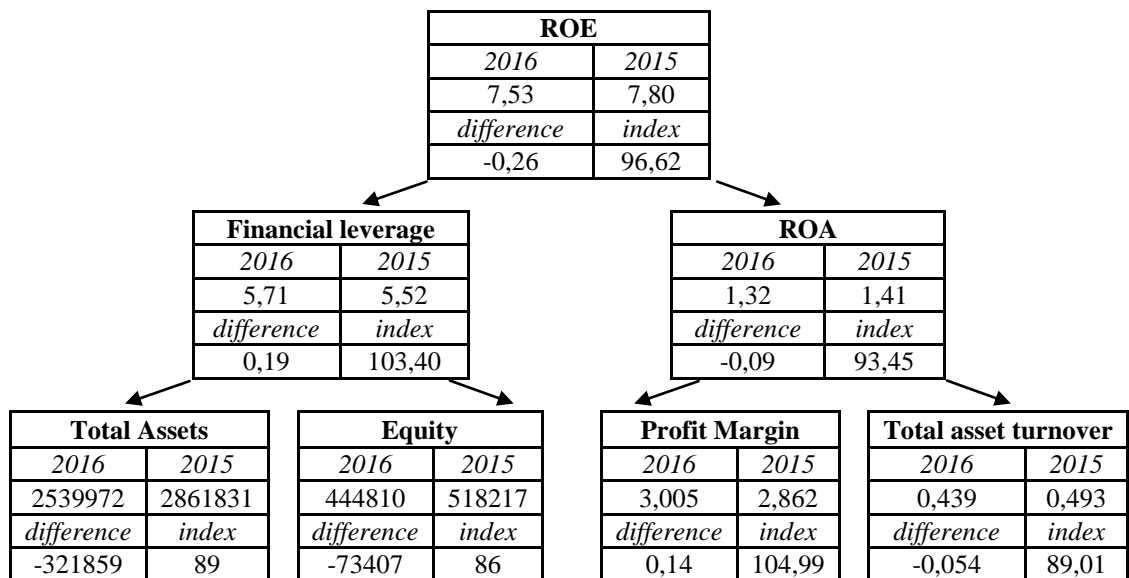 ROE
2016 2015
7,53 7,80
difference index
-0,26 96,62
Financial leverage
2016 2015
5,71 5,52
difference index
0,19 103,40
ROA
2016 2015
1,32 1,41
difference index
-0,09 93,45
Total Assets
2016 2015
2539972 2861831
difference index
-321859 89
Equity
2016 2015
444810 518217
difference index
-73407 86
Profit Margin
2016 2015
3,005 2,862
difference index
0,14 104,99
Total asset turnover
2016 2015
0,439 0,493
difference index
-0,054 89,01